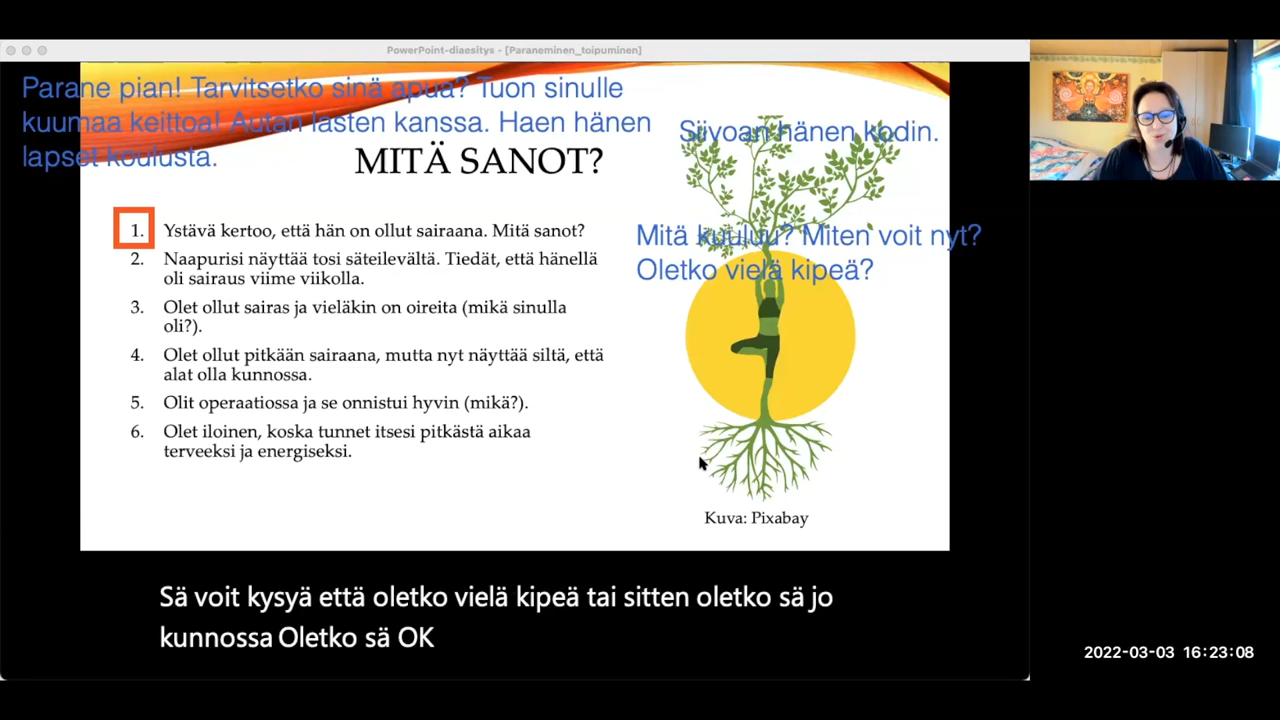 PowerPoint-diaesitys - [Paraneminen_toipuminen]
Parane pian! Tarvitsetko sinä apua? Tuon sinulle
kuumaa keittoa! Autan lasten kanssa. Haen hänen
lapset koulusta.
Siivoan hänen kodin.
MITÄ SANOT?
1. Ystävä kertoo, että hän on ollut sairaana. Mitä sanot?
2. Naapurisi näyttää tosi säteilevältä. Tiedät, että hänellä
oli sairaus viime viikolla.
3. Olet ollut sairas ja vieläkin on oireita (mikä sinulla
oli?).
4. Olet ollut pitkään sairaana, mutta nyt näyttää siltä, että
alat olla kunnossa.
5. Olit operaatiossa ja se onnistui hyvin (mikä?).
6. Olet iloinen, koska tunnet itsesi pitkästä aikaa
terveeksi ja energiseksi.
Mitä kuuluu? Miten voit nyt?
Oletko vielä kipeä?
Kuva: Pixabay
Sä voit kysyä että oletko vielä kipeä tai sitten oletko sä jo
kunnossa Oletko sä OK
2022-03-03 16:23:08